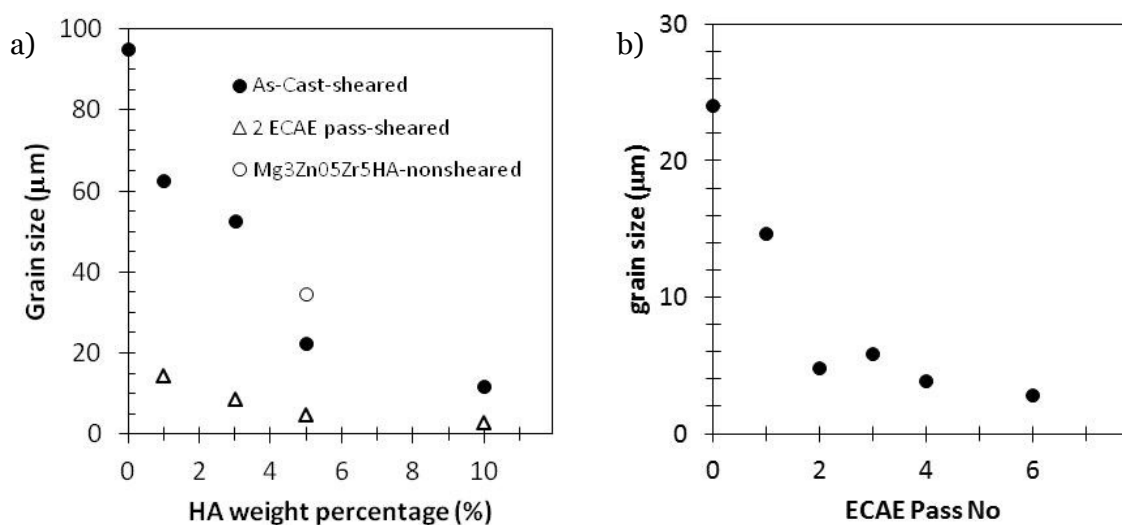 a)
Grain size (μm)
100
80
60
40
20
0
As-Cast-sheared
2 ECAE pass-sheared
Mg3Zn05Zr5HA-nonsheared
0 2 4 6 8 10
HA weight percentage (%)
b)
grain size (μm)
30
20
10
0
0 2 4 6
ECAE Pass No